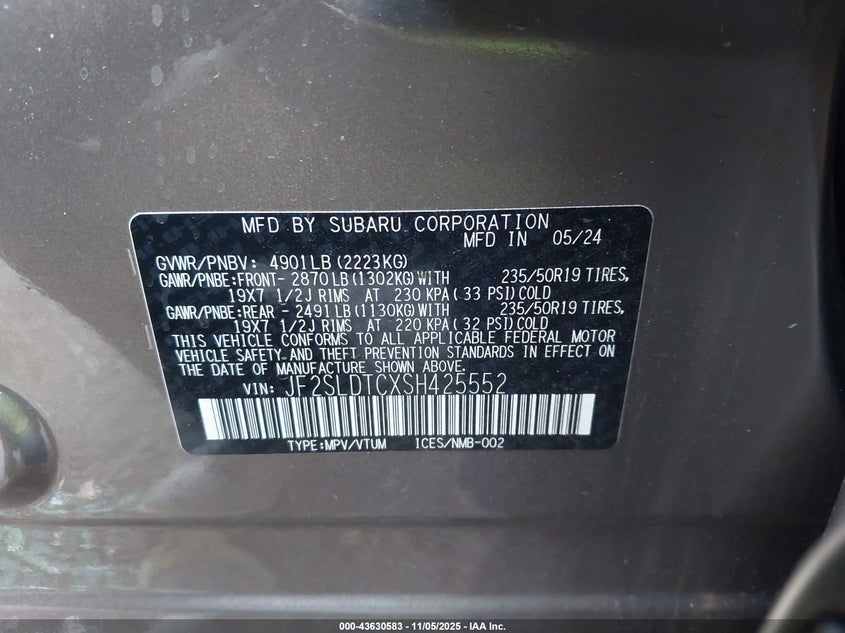 MFD BY SUBARU CORPORATION
MFD IN 05/24
GVWR/PNBV: 4901LB(2223KG)
GAWR/PNBE:FRONT- 2870LB(1302KG)WITH 235/50R19 TIRES,
19X7 1/2J RIMS AT 230 KPA( 33 PSI)COLD
GAWR/PNBE:REAR - 2491LB(1130KG)WITH 235/50R19 TIRES,
19X7 1/2J RIMS AT 220 KPA( 32 PSI)COLD
THIS VEHICLE CONFORMS TO ALL APPLICABLE FEDERAL MOTOR
VEHICLE SAFETY AND THEFT PREVENTION STANDARDS IN EFFECT ON
THE DATE OF MANUFACTURE SHOWN ABOVE.
VIN: JF2SLDTCXSH425552
TYPE:MPV/VTUM ICES/NMB-002
000-43630583 - 11/05/2025 - IAA Inc.